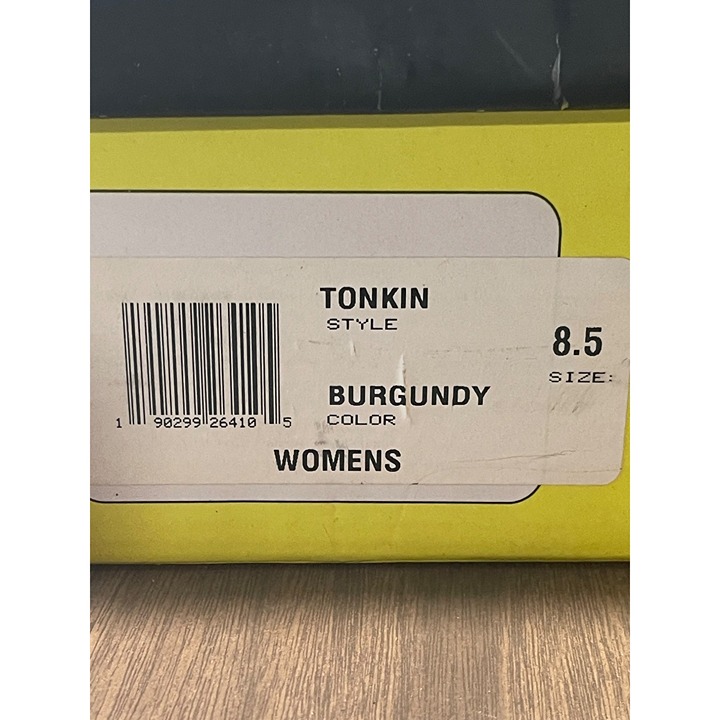 TONKIN
STYLE
8.5
SIZE:
BURGUNDY
COLOR
1 90299 26410 5
WOMENS